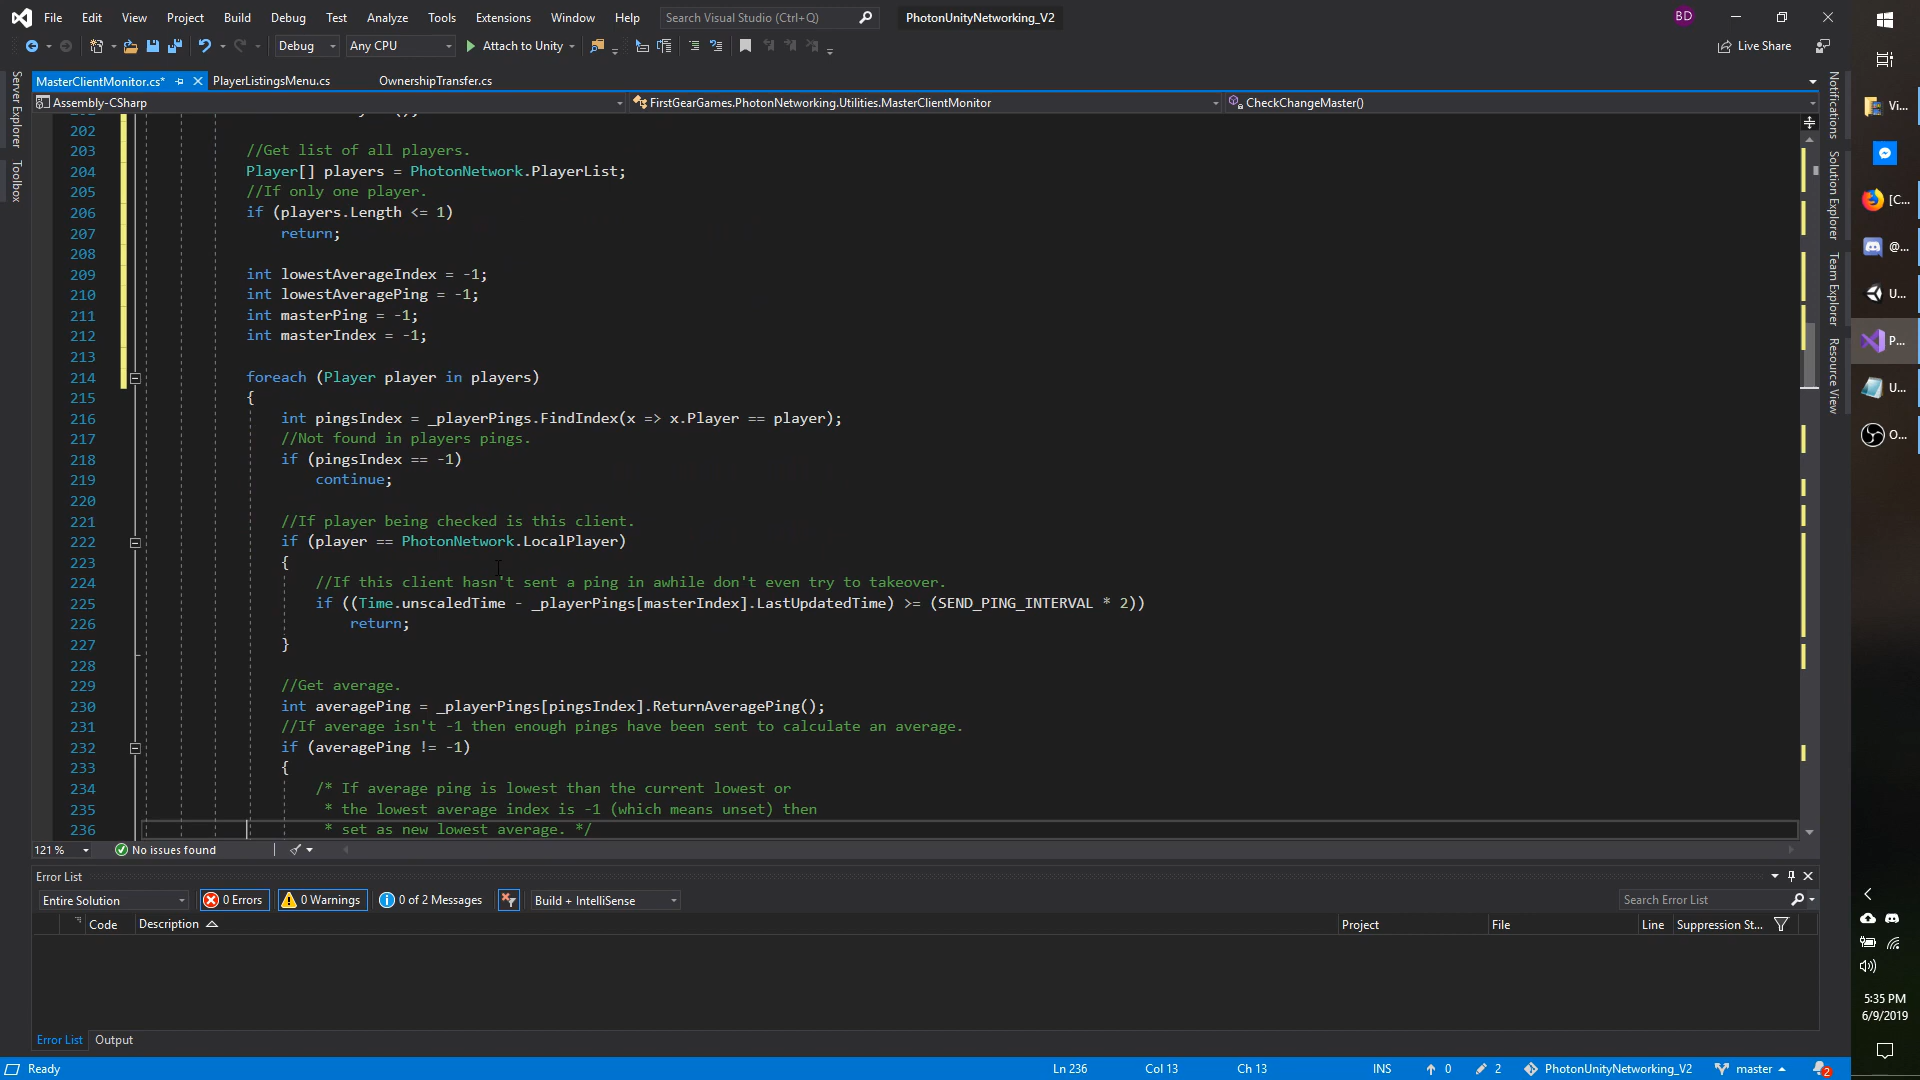 File Edit View Project Build Debug Test Analyze Tools Extensions Window Help Search Visual Studio (Ctrl+Q) PhotonUnityNetworking_V2 BD
Debug Any CPU Attach to Unity Live Share
MasterClientMonitor.cs* PlayerListingsMenu.cs OwnershipTransfer.cs
Assembly-CSharp FirstGearGames.PhotonNetworking.Utilities.MasterClientMonitor CheckChangeMaster()
Server Explorer
Toolbox
Notifications
Solution Explorer
Team Explorer
Resource View
202
203 //Get list of all players.
204 Player[] players = PhotonNetwork.PlayerList;
205 //If only one player.
206 if (players.Length <= 1)
207 return;
208
209 int lowestAverageIndex = -1;
210 int lowestAveragePing = -1;
211 int masterPing = -1;
212 int masterIndex = -1;
213
214 foreach (Player player in players)
215 {
216 int pingsIndex = _playerPings.FindIndex(x => x.Player == player);
217 //Not found in players pings.
218 if (pingsIndex == -1)
219 continue;
220
221 //If player being checked is this client.
222 if (player == PhotonNetwork.LocalPlayer)
223 {
224 //If this client hasn't sent a ping in awhile don't even try to takeover.
225 if ((Time.unscaledTime - _playerPings[masterIndex].LastUpdatedTime) >= (SEND_PING_INTERVAL * 2))
226 return;
227 }
228
229 //Get average.
230 int averagePing = _playerPings[pingsIndex].ReturnAveragePing();
231 //If average isn't -1 then enough pings have been sent to calculate an average.
232 if (averagePing != -1)
233 {
234 /* If average ping is lowest than the current lowest or
235 * the lowest average index is -1 (which means unset) then
236 * set as new lowest average. */
121 % No issues found
Error List
Entire Solution 0 Errors 0 Warnings 0 of 2 Messages Build + IntelliSense Search Error List
Code Description Project File Line Suppression St...
Error List Output
Ready Ln 236 Col 13 Ch 13 INS 0 2 PhotonUnityNetworking_V2 master 2
Vi...
[C...
@...
U...
P...
U...
O...
5:35 PM
6/9/2019